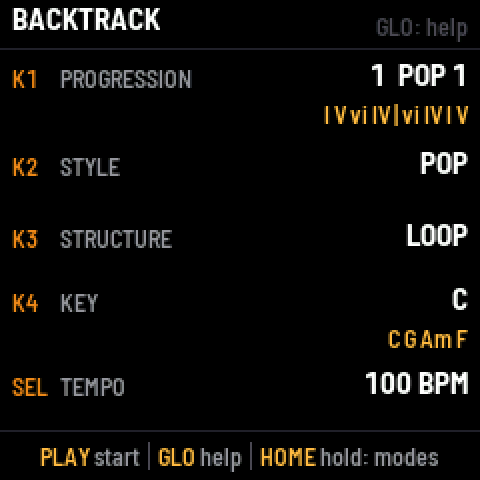 BACKTRACK GLO: help
K1 PROGRESSION 1 POP 1
I V vi IV|vi IV I V
K2 STYLE POP
K3 STRUCTURE LOOP
K4 KEY C
C G Am F
SEL TEMPO 100 BPM
PLAY start | GLO help | HOME hold: modes